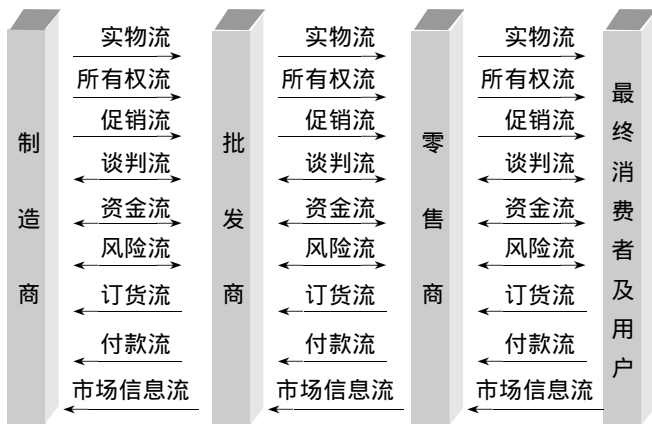 实物流 实物流 实物流
所有权流 所有权流 所有权流
促销流 促销流 促销流
谈判流 谈判流 谈判流
资金流 资金流 资金流
风险流 风险流 风险流
订货流 订货流 订货流
付款流 付款流 付款流
市场信息流 市场信息流 市场信息流
制造商
批发商
零售商
最终消费者及用户